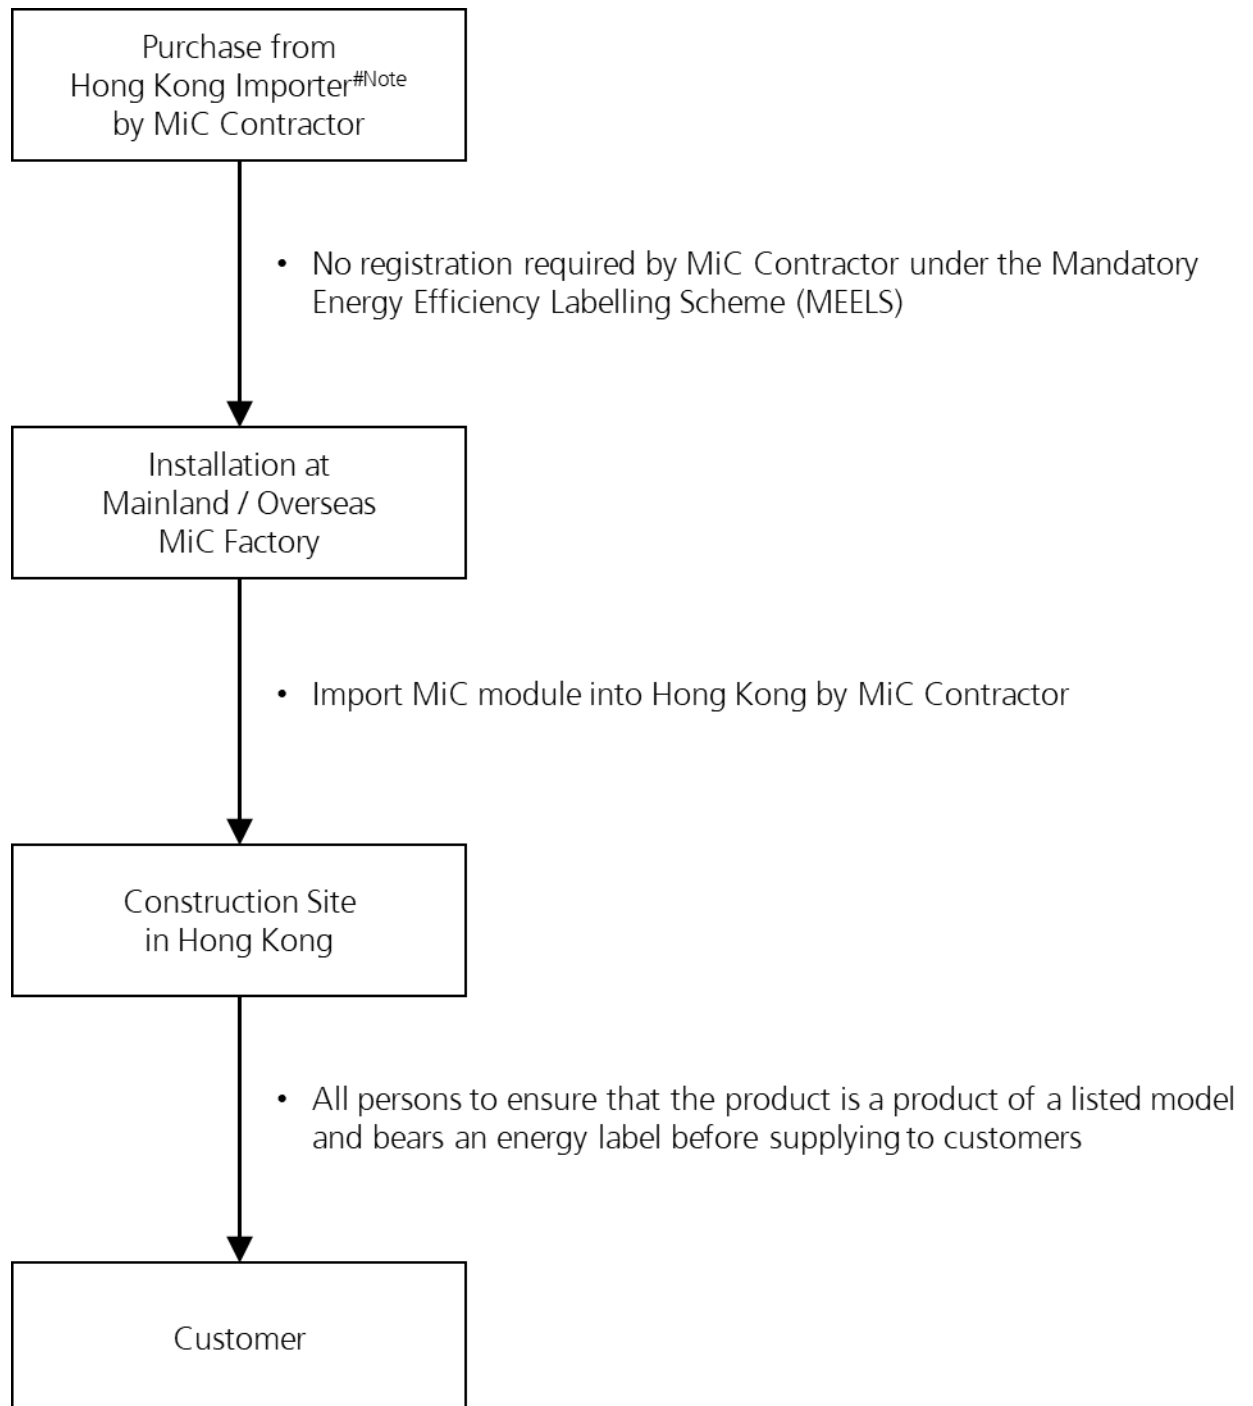 Purchase from
Hong Kong Importer#Note
by MiC Contractor
• No registration required by MiC Contractor under the Mandatory
Energy Efficiency Labelling Scheme (MEELS)
Installation at
Mainland / Overseas
MiC Factory
• Import MiC module into Hong Kong by MiC Contractor
Construction Site
in Hong Kong
• All persons to ensure that the product is a product of a listed model
and bears an energy label before supplying to customers
Customer